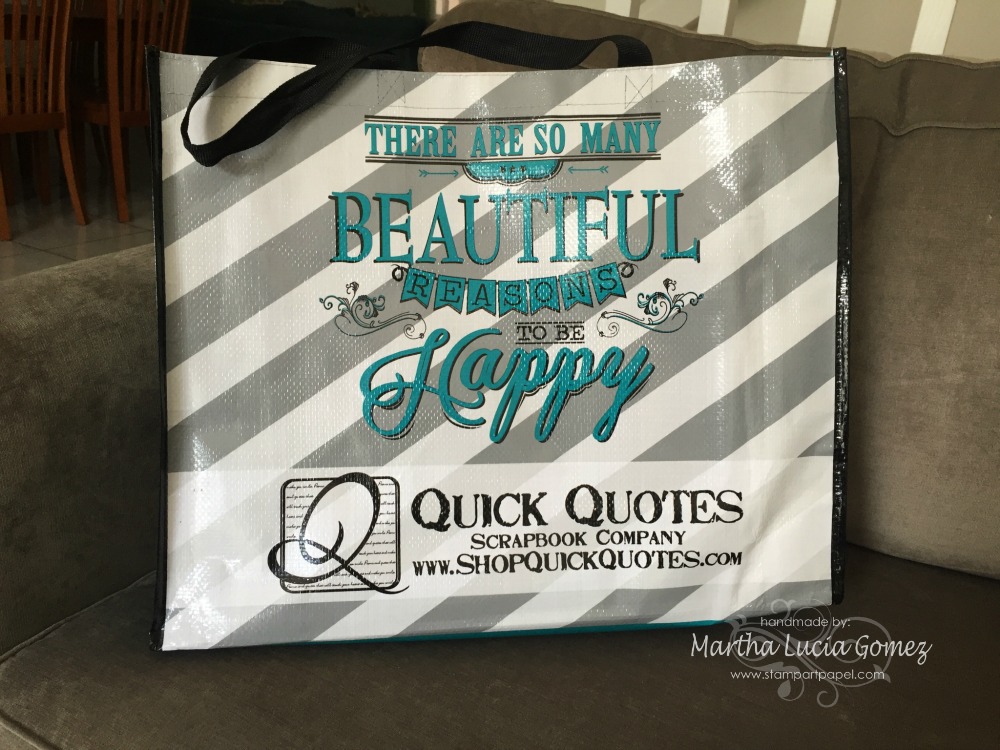 THERE ARE SO MANY
BEAUTIFUL
REASONS
TO BE
Happy
Q
QUICK QUOTES
SCRAPBOOK COMPANY
WWW.SHOPQUICKQUOTES.COM
handmade by:
Martha Lucia Gomez
www.stampartpapel.com